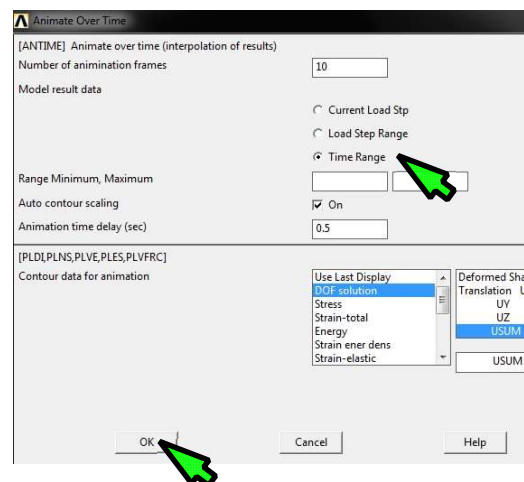 Animate Over Time
[ANTIME] Animate over time (interpolation of results)
Number of animination frames
10
Model result data
Current Load Stp
Load Step Range
Time Range
Range Minimum, Maximum
Auto contour scaling
On
Animation time delay (sec)
0.5
[PLDI,PLNS,PLVE,PLES,PLVFRC]
Contour data for animation
Use Last Display
DOF solution
Stress
Strain-total
Energy
Strain ener dens
Strain-elastic
Deformed Sha
Translation U
UY
UZ
USUM
USUM
OK
Cancel
Help